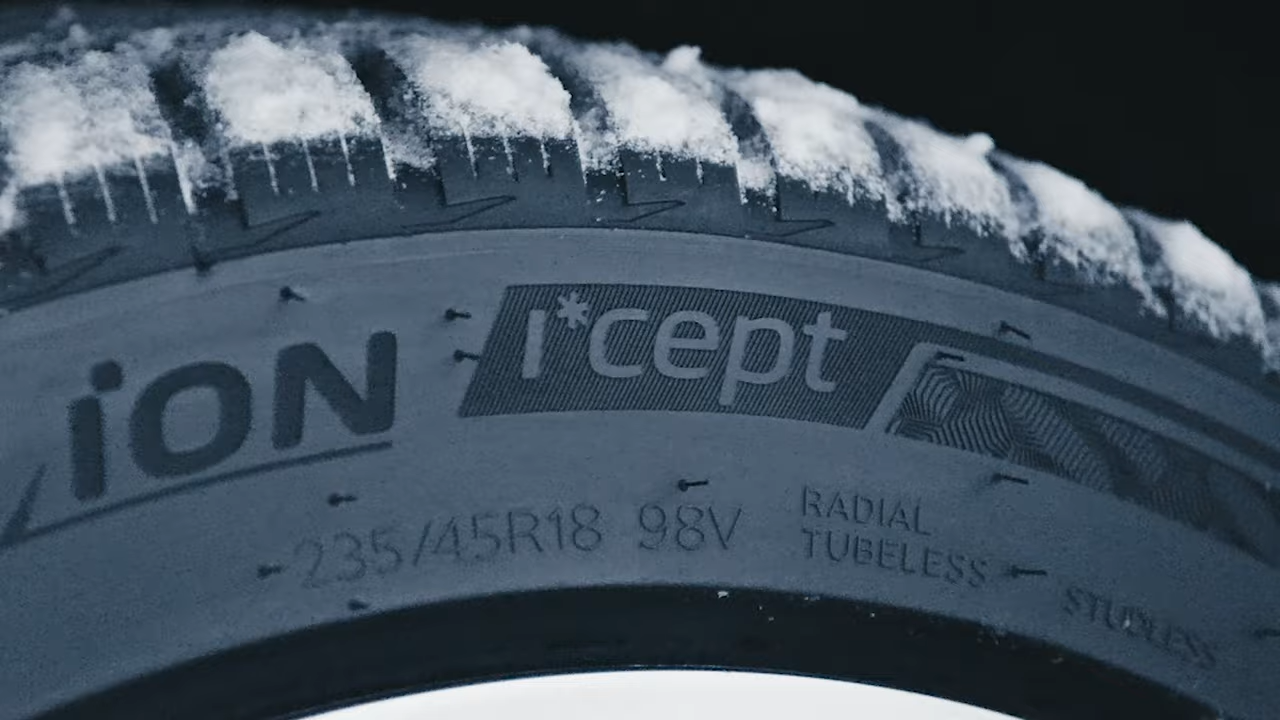 iON
I*cept
235/45R18 98V
RADIAL
TUBELESS
STUDLESS